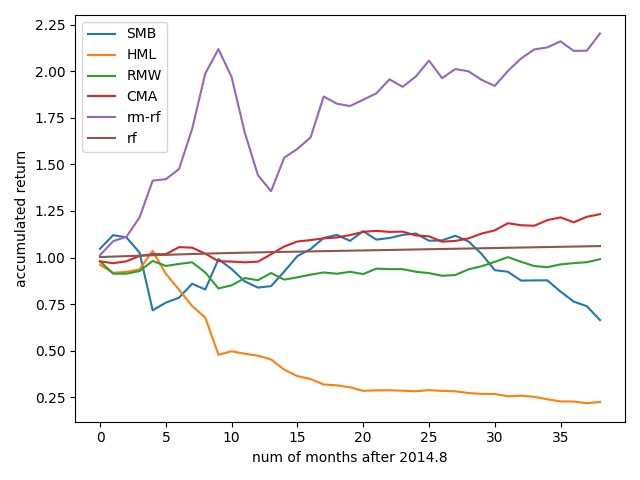 SMB
HML
RMW
CMA
rm-rf
rf
accumulated return
2.25
2.00
1.75
1.50
1.25
1.00
0.75
0.50
0.25
0 5 10 15 20 25 30 35
num of months after 2014.8